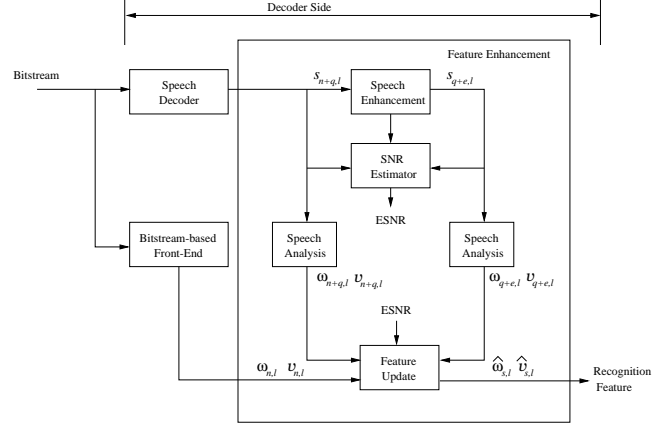 Decoder Side
Feature Enhancement
Bitstream
Speech
Decoder
s_{n+q,l}
Speech
Enhancement
s_{q+e,l}
SNR
Estimator
ESNR
Bitstream-based
Front-End
Speech
Analysis
Speech
Analysis
ω_{n+q,l} υ_{n+q,l}
ω_{q+e,l} υ_{q+e,l}
ESNR
Feature
Update
ω_{n,l} υ_{n,l}
ω̂_{s,l} υ̂_{s,l}
Recognition
Feature